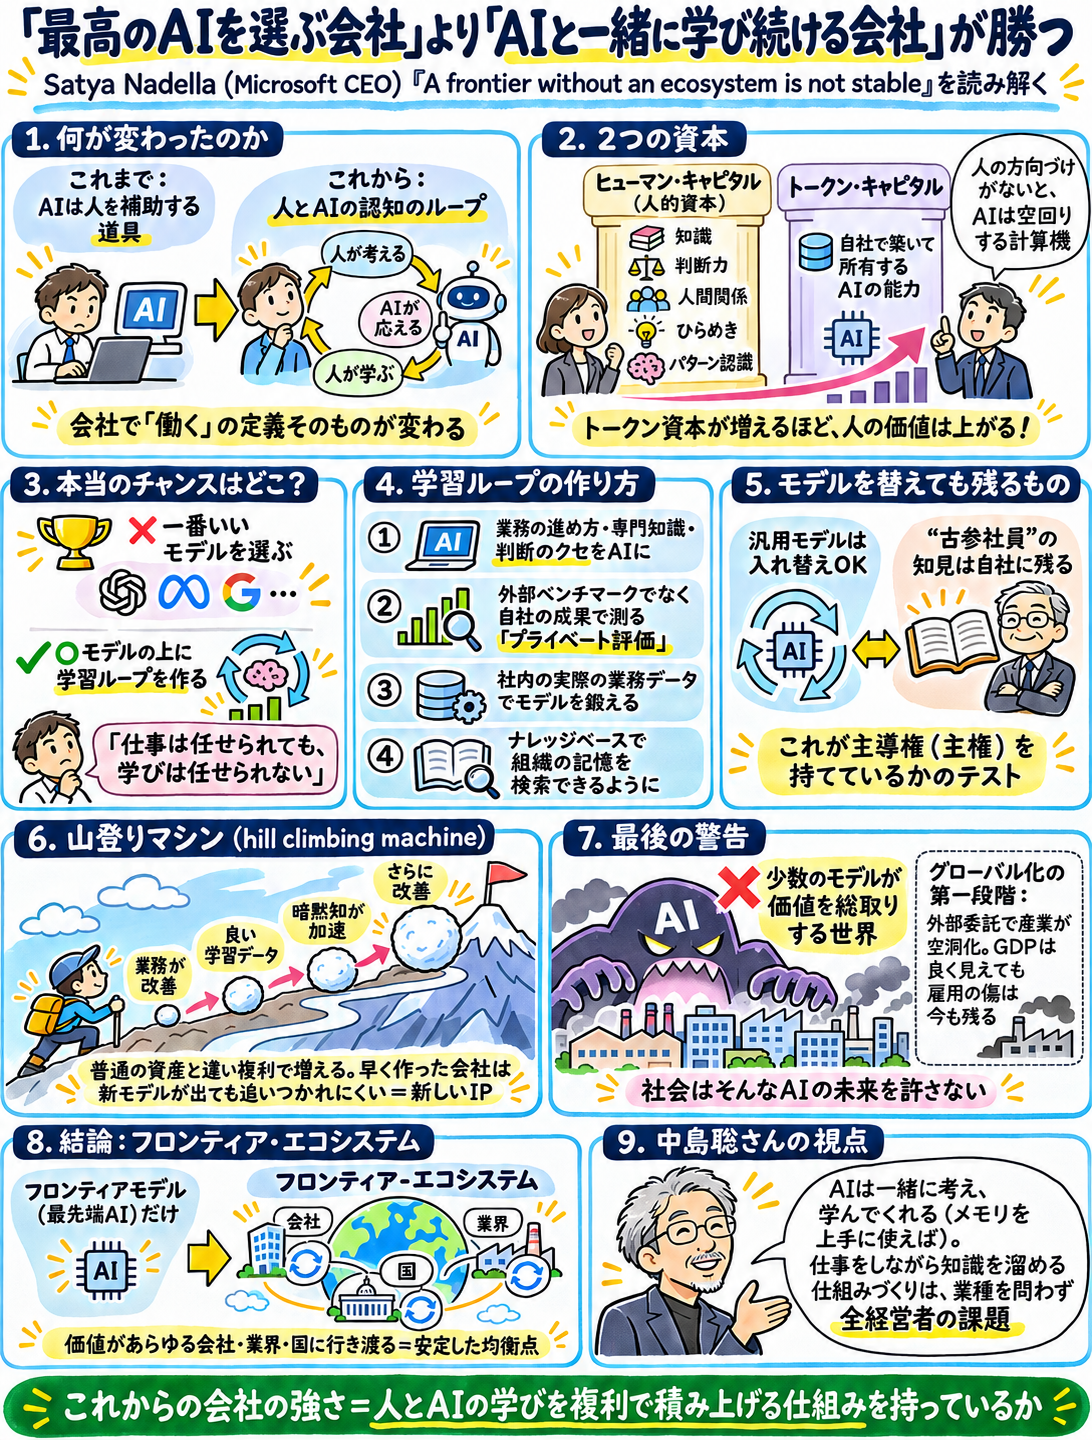 「最高のAIを選ぶ会社」より「AIと一緒に学び続ける会社」が勝つ
Satya Nadella (Microsoft CEO)『A frontier without an ecosystem is not stable』を読み解く
1. 何が変わったのか
これまで：
AIは人を補助する
道具
AI
これから：
人とAIの認知のループ
人が考える
AIが
応える
AI
人が学ぶ
会社で「働く」の定義そのものが変わる
2. 2つの資本
ヒューマン・キャピタル
(人的資本)
知識
判断力
人間関係
ひらめき
パターン認識
トークン・キャピタル
自社で築いて
所有する
AIの能力
AI
人の方向づけ
がないと、
AIは空回り
する計算機
トークン資本が増えるほど、人の価値は上がる！
3. 本当のチャンスはどこ？
一番いい
モデルを選ぶ
…
モデルの上に
学習ループを作る
「仕事は任せられても、
学びは任せられない」
4. 学習ループの作り方
①
AI
業務の進め方・専門知識・
判断のクセをAIに
②
外部ベンチマークでなく
自社の成果で測る
「プライベート評価」
③
社内の実際の業務データ
でモデルを鍛える
④
ナレッジベースで
組織の記憶を
検索できるように
5. モデルを替えても残るもの
汎用モデルは
入れ替えOK
AI
“古参社員”の
知見は自社に残る
これが主導権（主権）を
持てているかのテスト
6. 山登りマシン (hill climbing machine)
業務が
改善
良い
学習データ
暗黙知が
加速
さらに
改善
普通の資産と違い複利で増える。早く作った会社は
新モデルが出ても追いつかれにくい＝新しいIP
7. 最後の警告
AI
少数のモデルが
価値を総取り
する世界
グローバル化の
第一段階：
外部委託で産業が
空洞化。GDPは
良く見えても
雇用の傷は
今も残る
社会はそんなAIの未来を許さない
8. 結論：フロンティア・エコシステム
フロンティアモデル
(最先端AI)だけ
AI
フロンティア-エコシステム
会社
業界
国
価値があらゆる会社・業界・国に行き渡る＝安定した均衡点
9. 中島聡さんの視点
AIは一緒に考え、
学んでくれる（メモリを
上手に使えば）。
仕事をしながら知識を溜める
仕組みづくりは、業種を問わず
全経営者の課題
これからの会社の強さ＝人とAIの学びを複利で積み上げる仕組みを持っているか